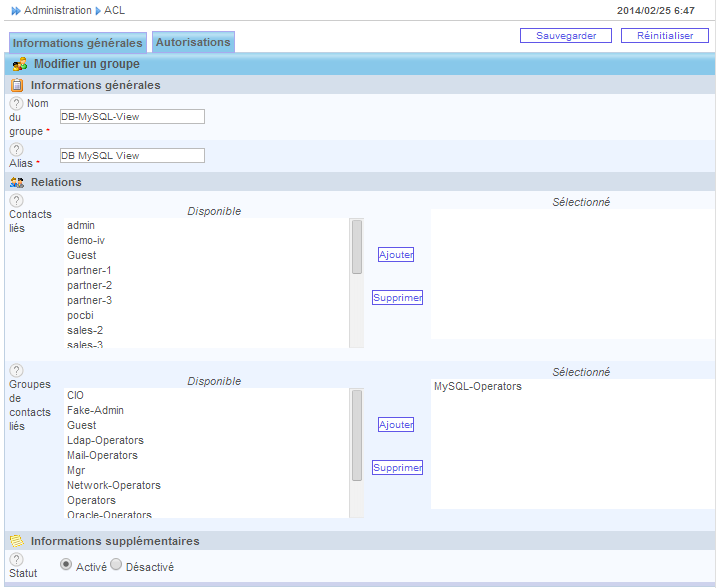 Administration ACL 2014/02/25 6:47
Informations générales Autorisations Sauvegarder Réinitialiser
Modifier un groupe
Informations générales
? Nom
du
groupe * DB-MySQL-View
?
Alias * DB MySQL View
Relations
?
Contacts
liés
Disponible
admin
demo-iv
Guest
partner-1
partner-2
partner-3
pocbi
sales-2
sales-3
Ajouter
Supprimer
Sélectionné
?
Groupes
de
contacts
liés
Disponible
CIO
Fake-Admin
Guest
Ldap-Operators
Mail-Operators
Mgr
Network-Operators
Operators
Oracle-Operators
Ajouter
Supprimer
Sélectionné
MySQL-Operators
Informations supplémentaires
?
Statut Activé Désactivé